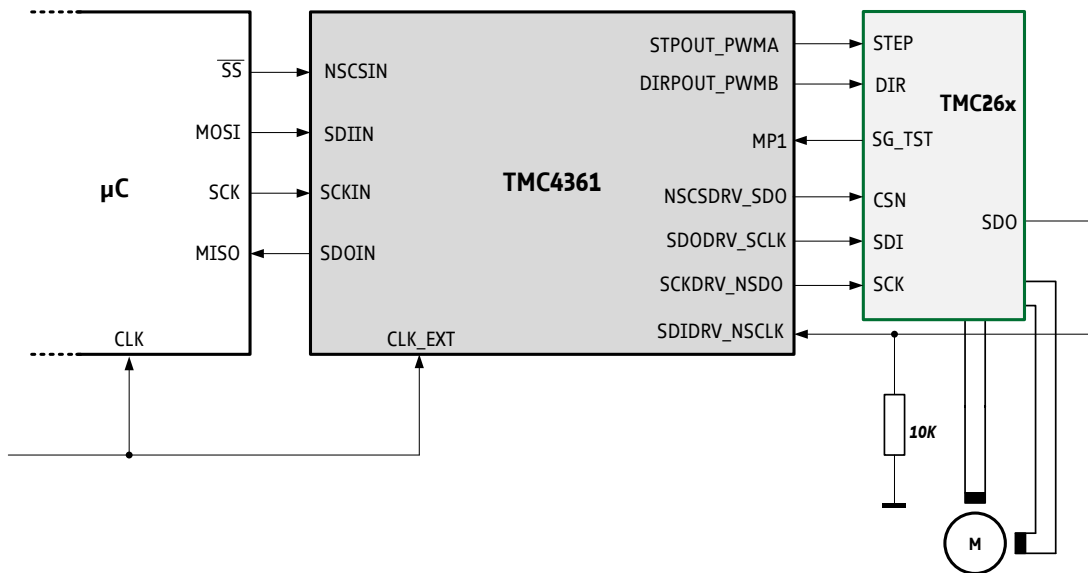 μC
SS
MOSI
SCK
MISO
CLK
TMC4361
NSCSIN
SDIIN
SCKIN
SDOIN
CLK_EXT
STPOUT_PWMA
DIRPOUT_PWMB
MP1
NSCSDRV_SDO
SDODRV_SCLK
SCKDRV_NSDO
SDIDRV_NSCLK
TMC26x
STEP
DIR
SG_TST
CSN
SDI
SCK
SDO
10K
M